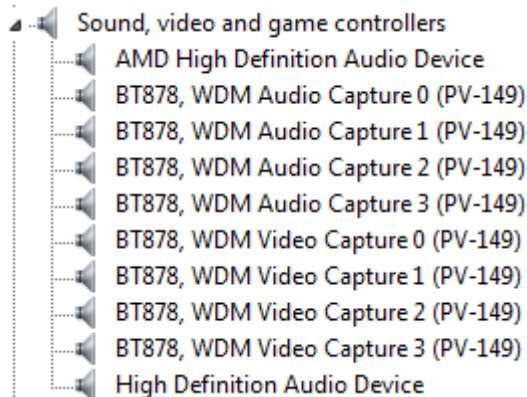 Sound, video and game controllers
AMD High Definition Audio Device
BT878, WDM Audio Capture 0 (PV-149)
BT878, WDM Audio Capture 1 (PV-149)
BT878, WDM Audio Capture 2 (PV-149)
BT878, WDM Audio Capture 3 (PV-149)
BT878, WDM Video Capture 0 (PV-149)
BT878, WDM Video Capture 1 (PV-149)
BT878, WDM Video Capture 2 (PV-149)
BT878, WDM Video Capture 3 (PV-149)
High Definition Audio Device